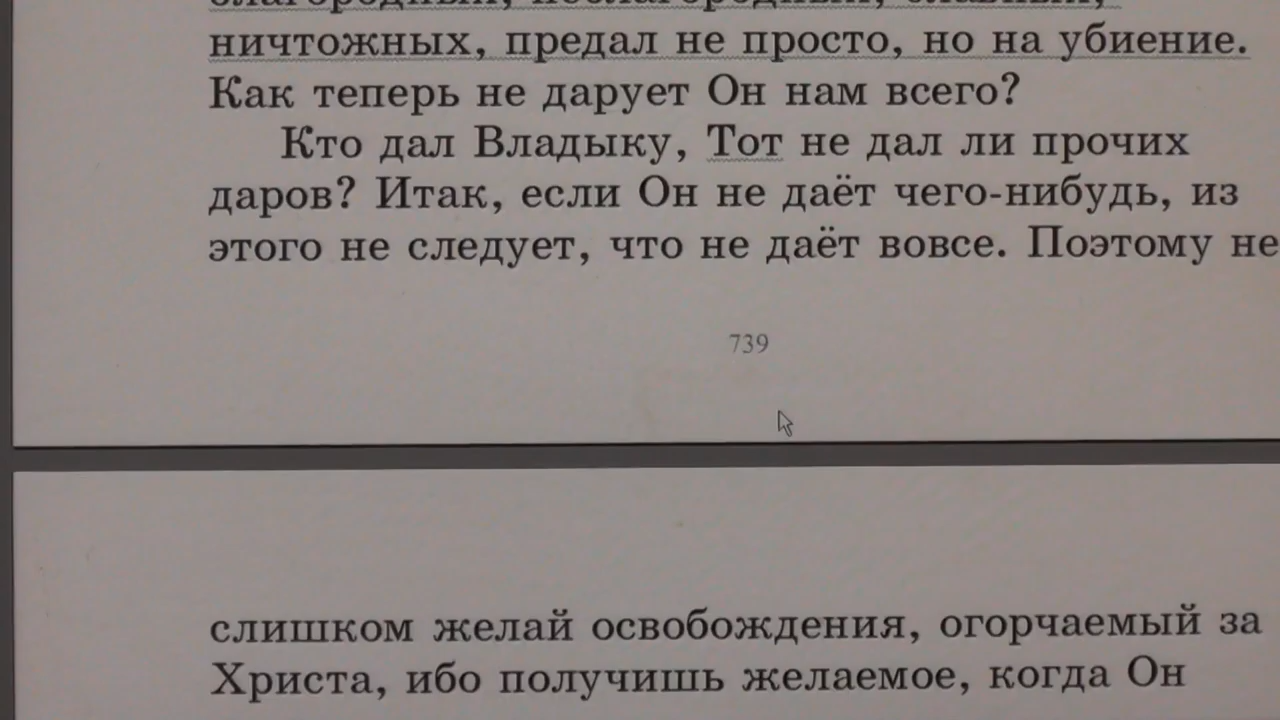 ничтожных, предал не просто, но на убиение.
Как теперь не дарует Он нам всего?
Кто дал Владыку, Тот не дал ли прочих
даров? Итак, если Он не даёт чего-нибудь, из
этого не следует, что не даёт вовсе. Поэтому не
739
слишком желай освобождения, огорчаемый за
Христа, ибо получишь желаемое, когда Он